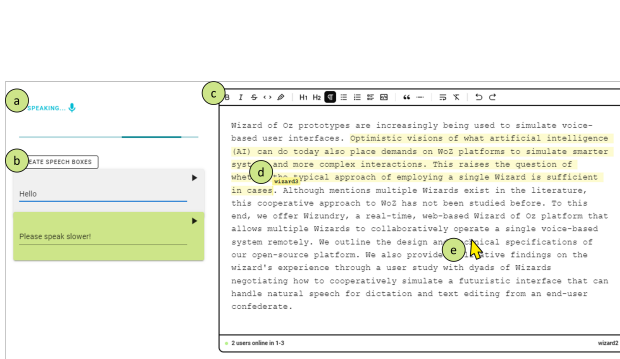 a
SPEAKING...
b
EATE SPEECH BOXES
Hello
Please speak slower!
c
B I S <> H1 H2 ¶
Wizard of Oz prototypes are increasingly being used to simulate voice-
based user interfaces. Optimistic visions of what artificial intelligence
(AI) can do today also place demands on WoZ platforms to simulate smarter
and more complex interactions. This raises the question of
d
typical approach of employing a single Wizard is sufficient
wizard3
in cases. Although mentions multiple Wizards exist in the literature,
this cooperative approach to WoZ has not been studied before. To this
end, we offer Wizundry, a real-time, web-based Wizard of Oz platform that
allows multiple Wizards to collaboratively operate a single voice-based
system remotely. We outline the design and specifications of
e
our open-source platform. We also provide findings on the
wizard's experience through a user study with dyads of Wizards
negotiating how to cooperatively simulate a futuristic interface that can
handle natural speech for dictation and text editing from an end-user
confederate.
2 users online in 1-3
wizard2